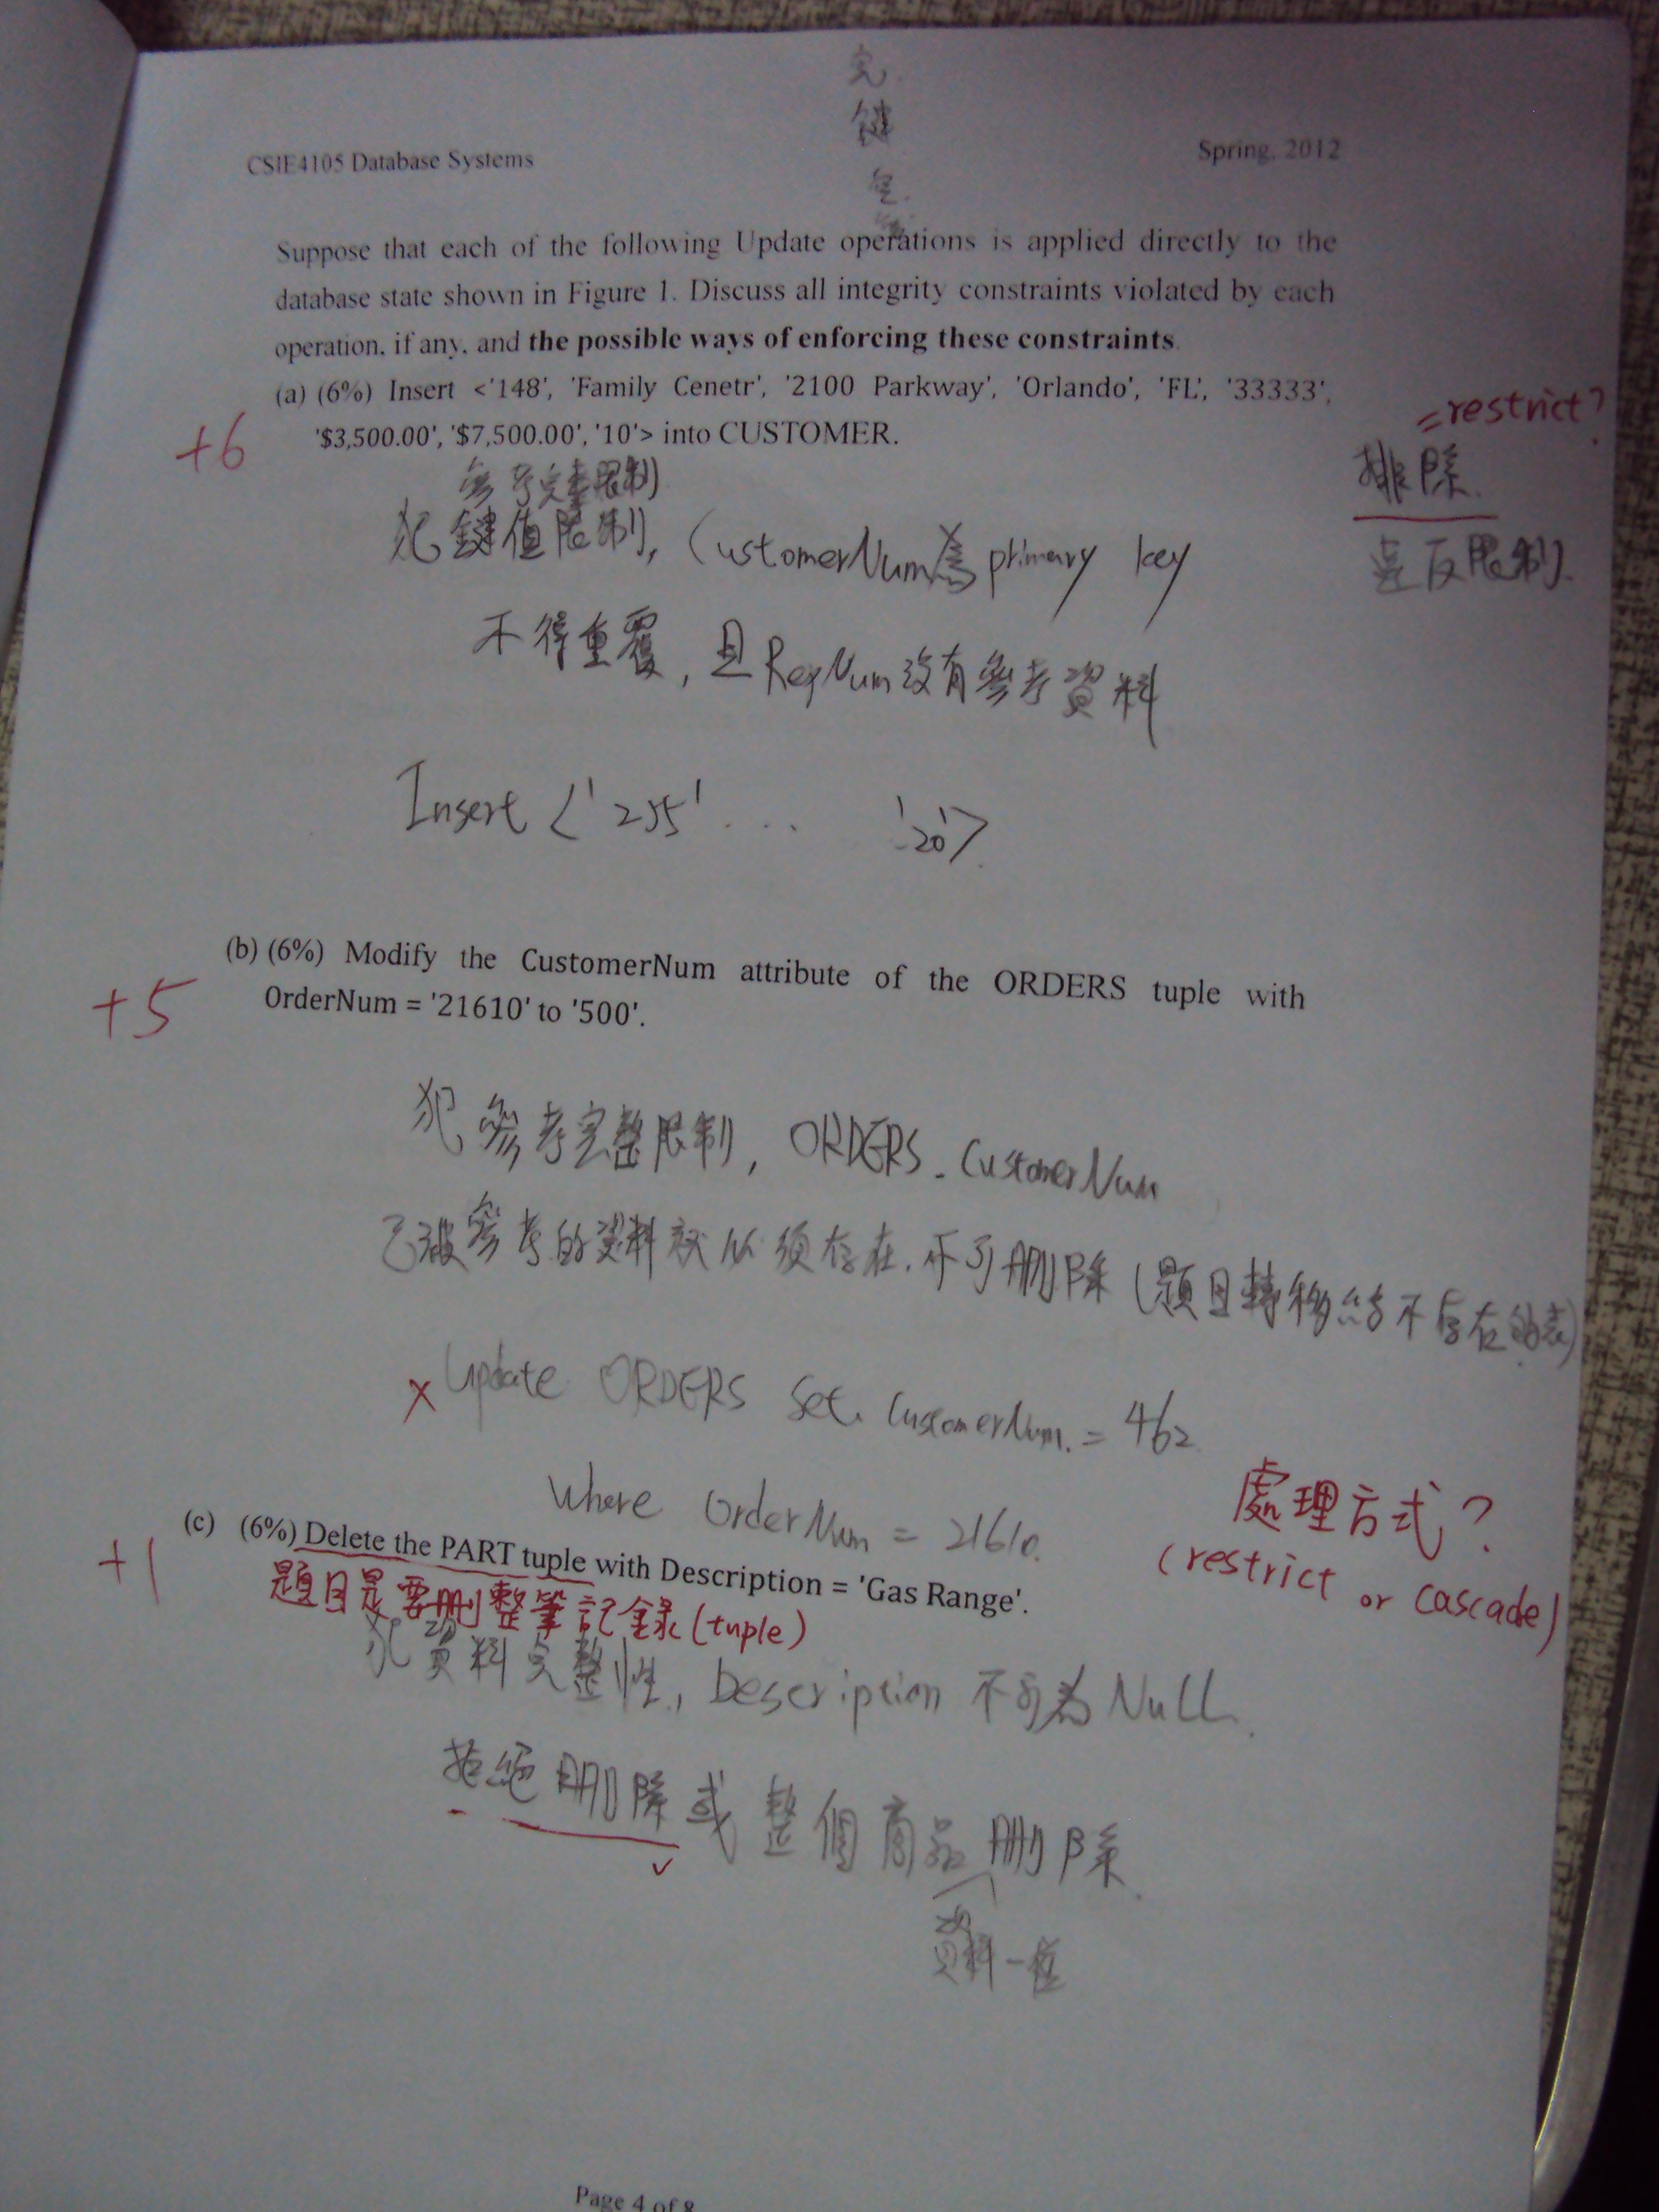 完
鍵
CSIE4105 Database Systems
Spring, 2012
Suppose that each of the following Update operations is applied directly to the
database state shown in Figure 1. Discuss all integrity constraints violated by each
operation, if any, and the possible ways of enforcing these constraints.
(a) (6%) Insert <'148', 'Family Cenetr', '2100 Parkway', 'Orlando', 'FL', '33333',
'$3,500.00', '$7,500.00', '10'> into CUSTOMER.
+6
=restrict?
排除
違反限制
參考完整限制
犯鍵值限制, CustomerNum為primary key
不得重覆, 且RepNum沒有參考資料
Insert <'255' ... '20'>
(b) (6%) Modify the CustomerNum attribute of the ORDERS tuple with
OrderNum = '21610' to '500'.
+5
犯參考完整限制, ORDERS.CustomerNum
已被參考的資料就必須存在,不可刪除(題目轉移給不存在的表)
x Update ORDERS Set CustomerNum = 462
Where OrderNum = 21610.
處理方式?
(restrict or cascade)
(c) (6%) Delete the PART tuple with Description = 'Gas Range'.
+1
題目是要刪整筆記錄(tuple)
犯資料完整性, Description 不可為 Null
拒絕刪除或整個商品刪除
資料一起
Page 4 of 8